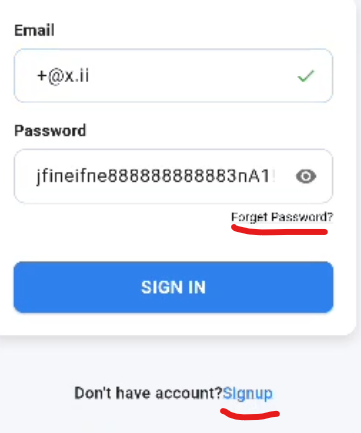 Email
+@x.ii
Password
jfineifne888888888883nA1
Forget Password?
SIGN IN
Don't have account?Signup